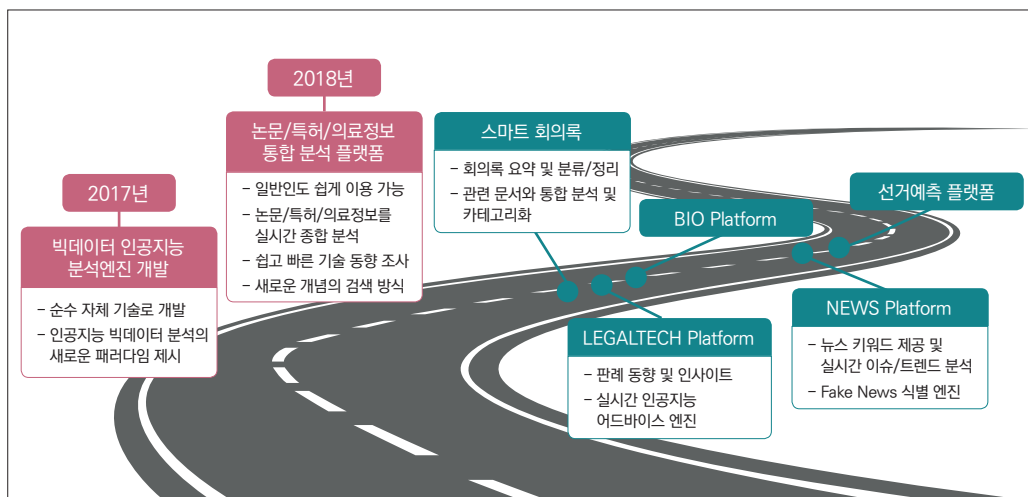 2017년
빅데이터 인공지능
분석엔진 개발
– 순수 자체 기술로 개발
– 인공지능 빅데이터 분석의
새로운 패러다임 제시
2018년
논문/특허/의료정보
통합 분석 플랫폼
– 일반인도 쉽게 이용 가능
– 논문/특허/의료정보를
실시간 종합 분석
– 쉽고 빠른 기술 동향 조사
– 새로운 개념의 검색 방식
스마트 회의록
– 회의록 요약 및 분류/정리
– 관련 문서와 통합 분석 및
카테고리화
LEGALTECH Platform
– 판례 동향 및 인사이트
– 실시간 인공지능
어드바이스 엔진
BIO Platform
NEWS Platform
– 뉴스 키워드 제공 및
실시간 이슈/트렌드 분석
– Fake News 식별 엔진
선거예측 플랫폼